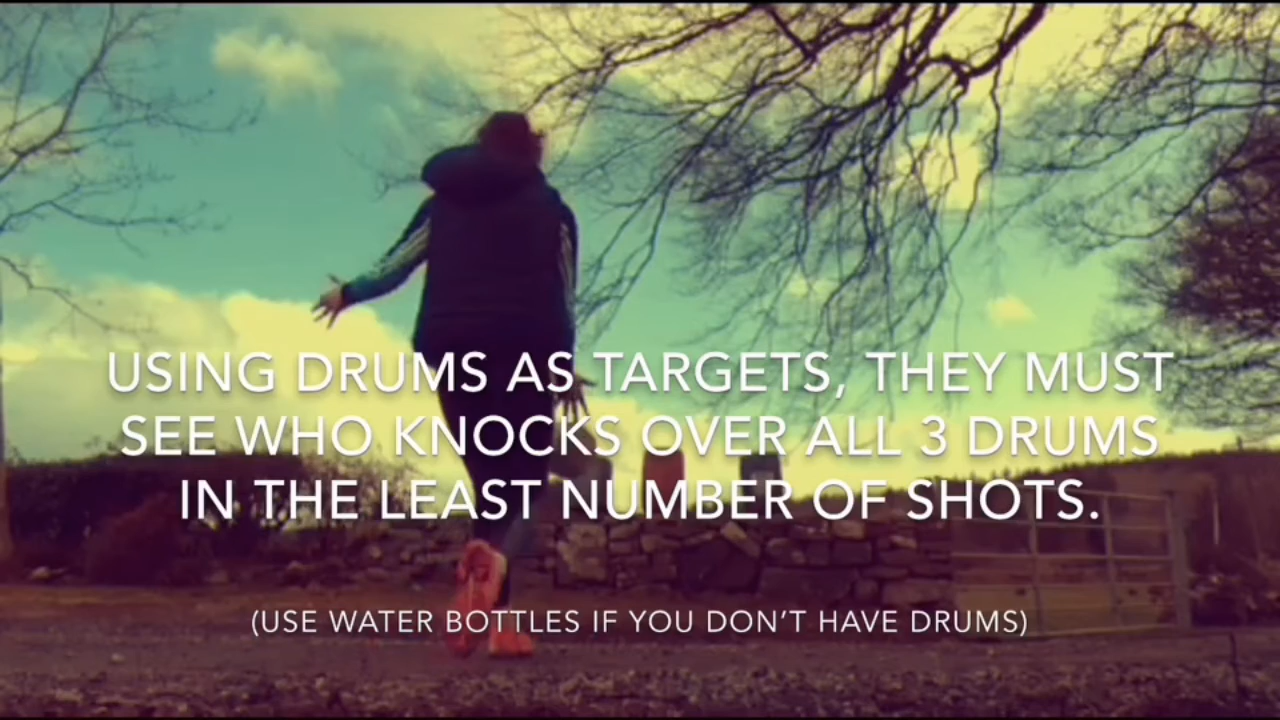 USING DRUMS AS TARGETS, THEY MUST
SEE WHO KNOCKS OVER ALL 3 DRUMS
IN THE LEAST NUMBER OF SHOTS.
(USE WATER BOTTLES IF YOU DON'T HAVE DRUMS)